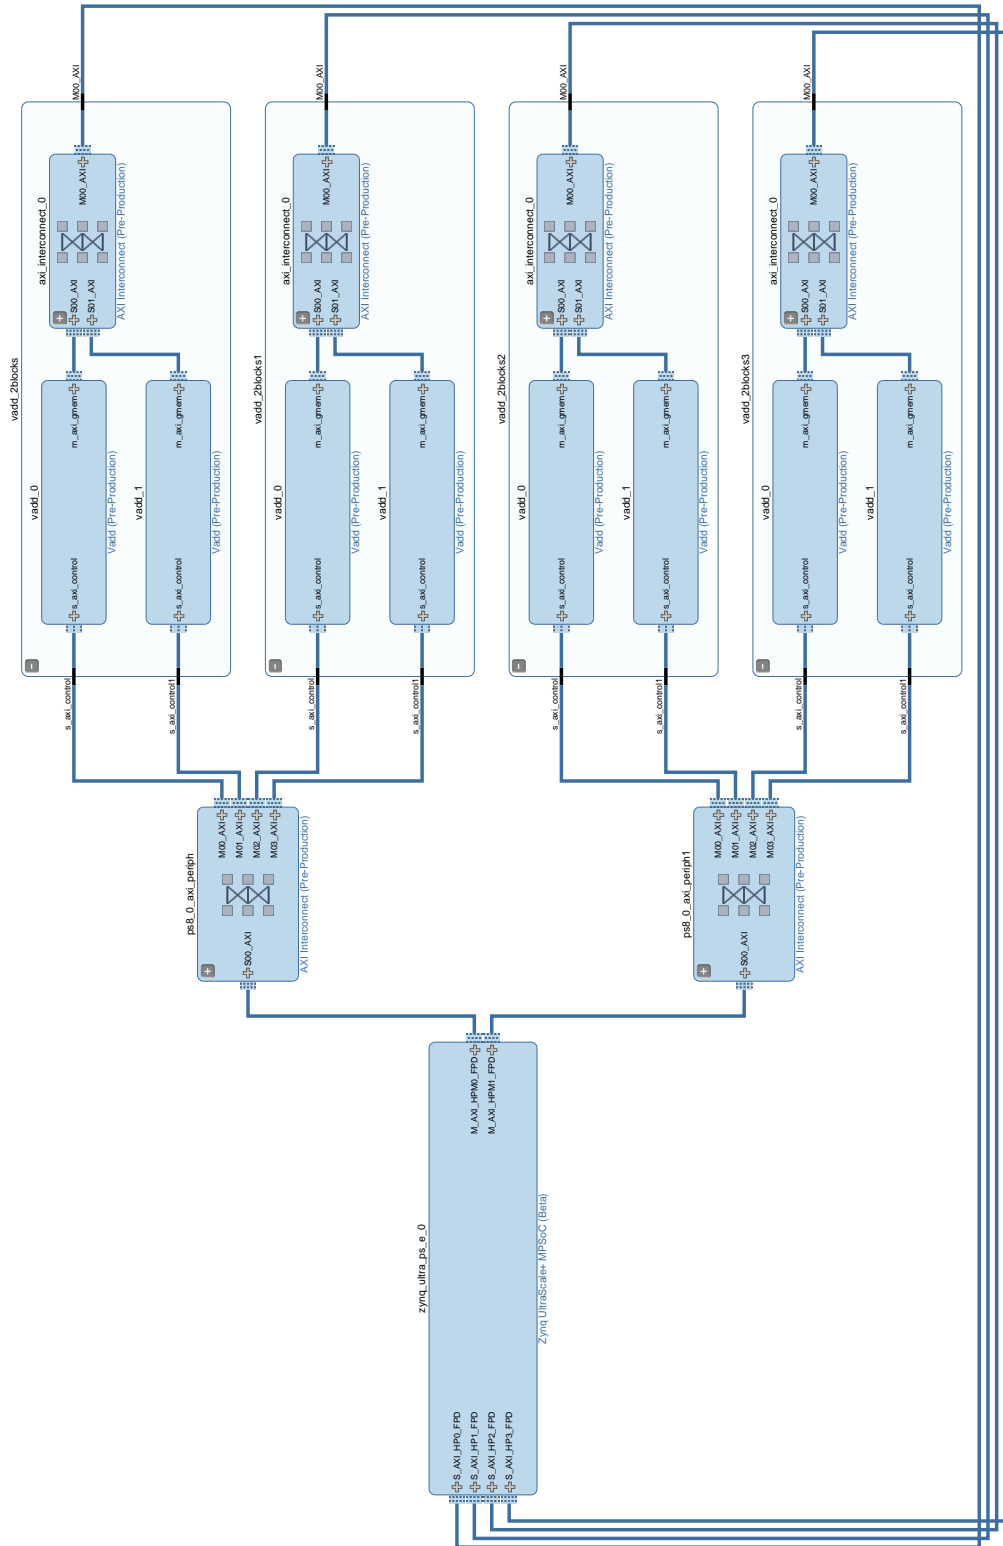 zynq_ultra_ps_e_0
S_AXI_HP0_FPD
S_AXI_HP1_FPD
S_AXI_HP2_FPD
S_AXI_HP3_FPD
M_AXI_HPM0_FPD
M_AXI_HPM1_FPD
Zynq UltraScale+ MPSoC (Beta)
ps8_0_axi_periph
S00_AXI
M00_AXI
M01_AXI
M02_AXI
M03_AXI
AXI Interconnect (Pre-Production)
ps8_0_axi_periph1
S00_AXI
M00_AXI
M01_AXI
M02_AXI
M03_AXI
AXI Interconnect (Pre-Production)
vadd_2blocks
s_axi_control
s_axi_control1
vadd_0
s_axi_control
m_axi_gmem
Vadd (Pre-Production)
vadd_1
s_axi_control
m_axi_gmem
Vadd (Pre-Production)
axi_interconnect_0
S00_AXI
S01_AXI
M00_AXI
AXI Interconnect (Pre-Production)
M00_AXI
vadd_2blocks1
s_axi_control
s_axi_control1
vadd_0
s_axi_control
m_axi_gmem
Vadd (Pre-Production)
vadd_1
s_axi_control
m_axi_gmem
Vadd (Pre-Production)
axi_interconnect_0
S00_AXI
S01_AXI
M00_AXI
AXI Interconnect (Pre-Production)
M00_AXI
vadd_2blocks2
s_axi_control
s_axi_control1
vadd_0
s_axi_control
m_axi_gmem
Vadd (Pre-Production)
vadd_1
s_axi_control
m_axi_gmem
Vadd (Pre-Production)
axi_interconnect_0
S00_AXI
S01_AXI
M00_AXI
AXI Interconnect (Pre-Production)
M00_AXI
vadd_2blocks3
s_axi_control
s_axi_control1
vadd_0
s_axi_control
m_axi_gmem
Vadd (Pre-Production)
vadd_1
s_axi_control
m_axi_gmem
Vadd (Pre-Production)
axi_interconnect_0
S00_AXI
S01_AXI
M00_AXI
AXI Interconnect (Pre-Production)
M00_AXI